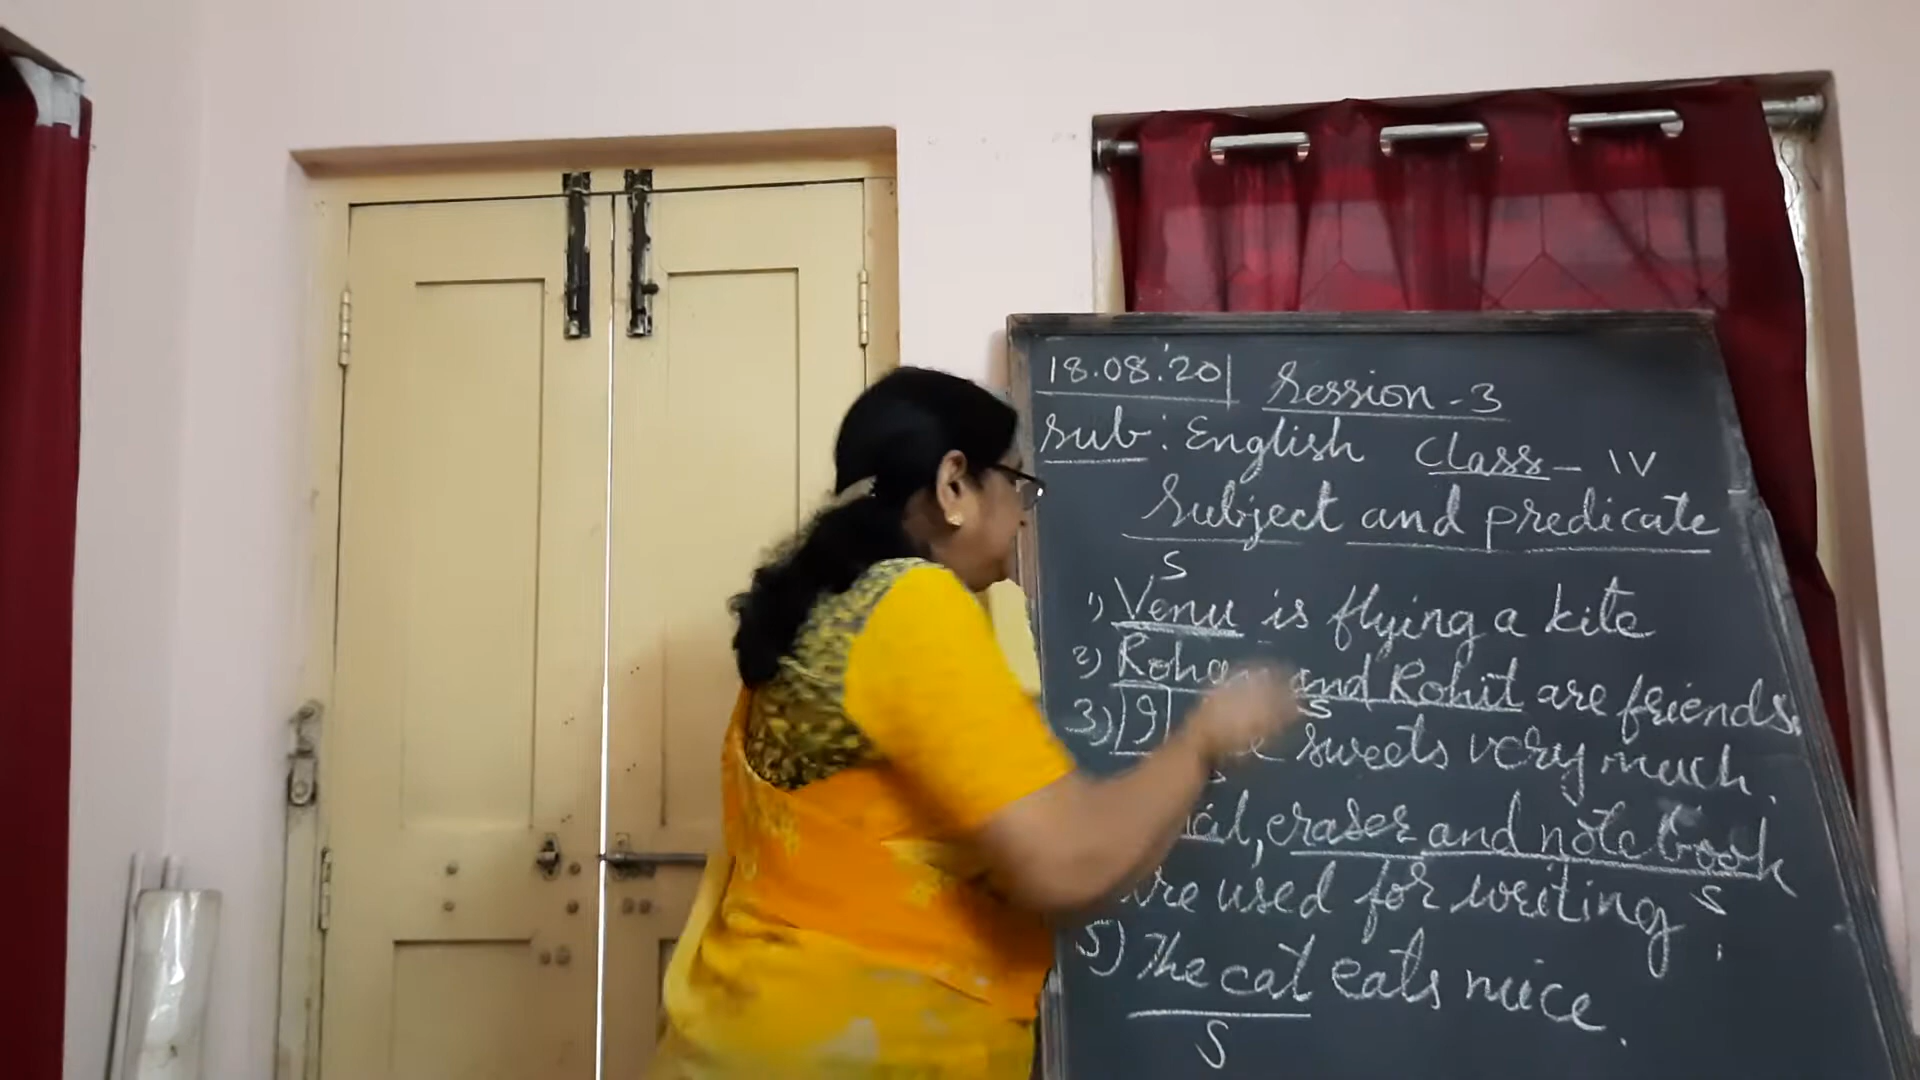 18.08.'20 Session - 3
Sub: English Class - IV
Subject and predicate
S
1) Venu is flying a kite
2) Rohan and Rohit are friends.
S
3) I sweets very much.
S
eraser and note book
S
are used for writing.
5) The cat eats mice.
S